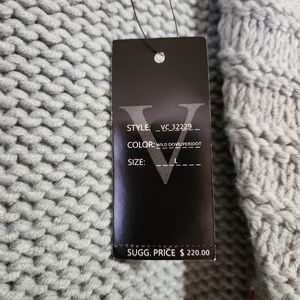 V
STYLE: VC 32229
COLOR: WILD DOVE/PERIDOT
SIZE: L
SUGG. PRICE $ 220.00